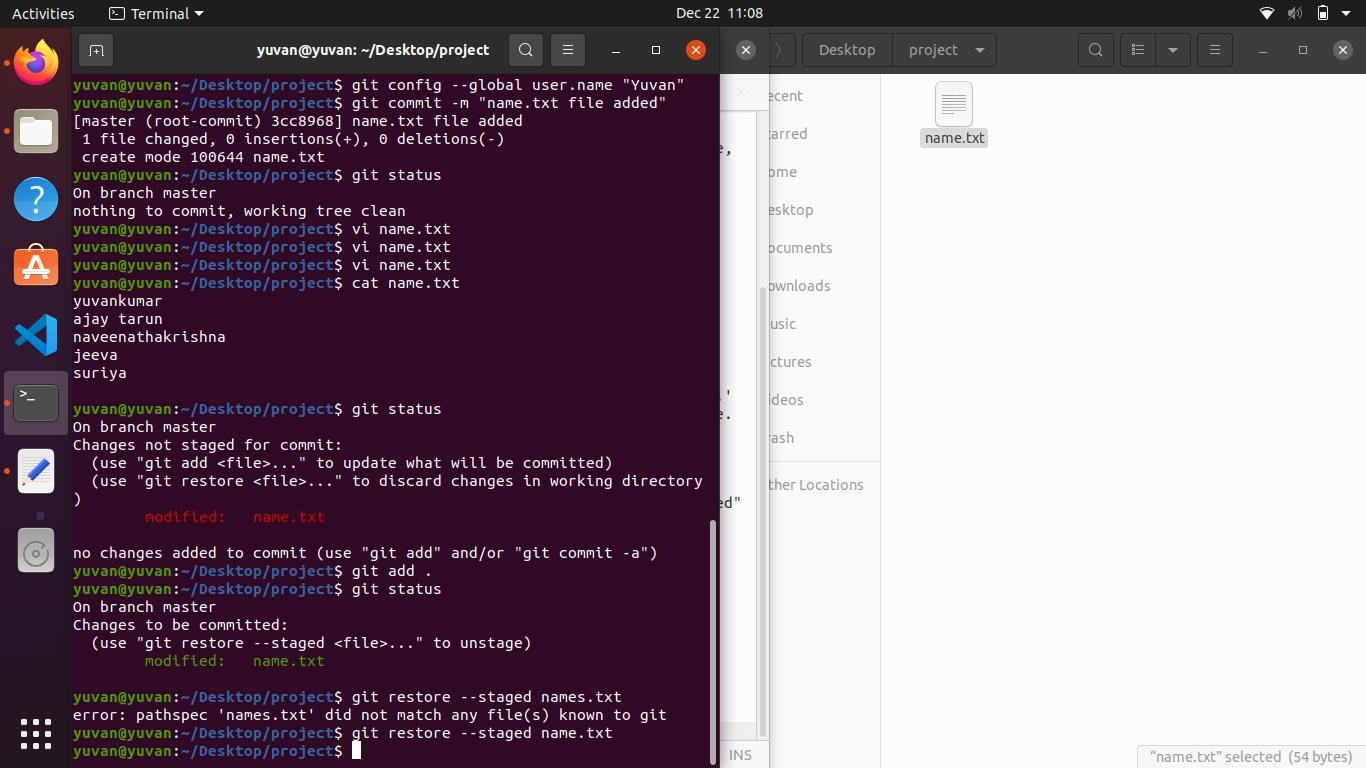 Activities
Terminal
Dec 22 11:08
yuvan@yuvan: ~/Desktop/project
yuvan@yuvan:~/Desktop/project$ git config --global user.name "Yuvan"
yuvan@yuvan:~/Desktop/project$ git commit -m "name.txt file added"
[master (root-commit) 3cc8968] name.txt file added
 1 file changed, 0 insertions(+), 0 deletions(-)
 create mode 100644 name.txt
yuvan@yuvan:~/Desktop/project$ git status
On branch master
nothing to commit, working tree clean
yuvan@yuvan:~/Desktop/project$ vi name.txt
yuvan@yuvan:~/Desktop/project$ vi name.txt
yuvan@yuvan:~/Desktop/project$ vi name.txt
yuvan@yuvan:~/Desktop/project$ cat name.txt
yuvankumar
ajay tarun
naveenathakrishna
jeeva
suriya
yuvan@yuvan:~/Desktop/project$ git status
On branch master
Changes not staged for commit:
  (use "git add <file>..." to update what will be committed)
  (use "git restore <file>..." to discard changes in working directory
)
        modified:   name.txt
no changes added to commit (use "git add" and/or "git commit -a")
yuvan@yuvan:~/Desktop/project$ git add .
yuvan@yuvan:~/Desktop/project$ git status
On branch master
Changes to be committed:
  (use "git restore --staged <file>..." to unstage)
        modified:   name.txt
yuvan@yuvan:~/Desktop/project$ git restore --staged names.txt
error: pathspec 'names.txt' did not match any file(s) known to git
yuvan@yuvan:~/Desktop/project$ git restore --staged name.txt
yuvan@yuvan:~/Desktop/project$
e,
.'
e.
ed"
INS
Desktop
project
ecent
arred
ome
esktop
ocuments
ownloads
usic
ctures
deos
ash
ther Locations
name.txt
“name.txt” selected (54 bytes)